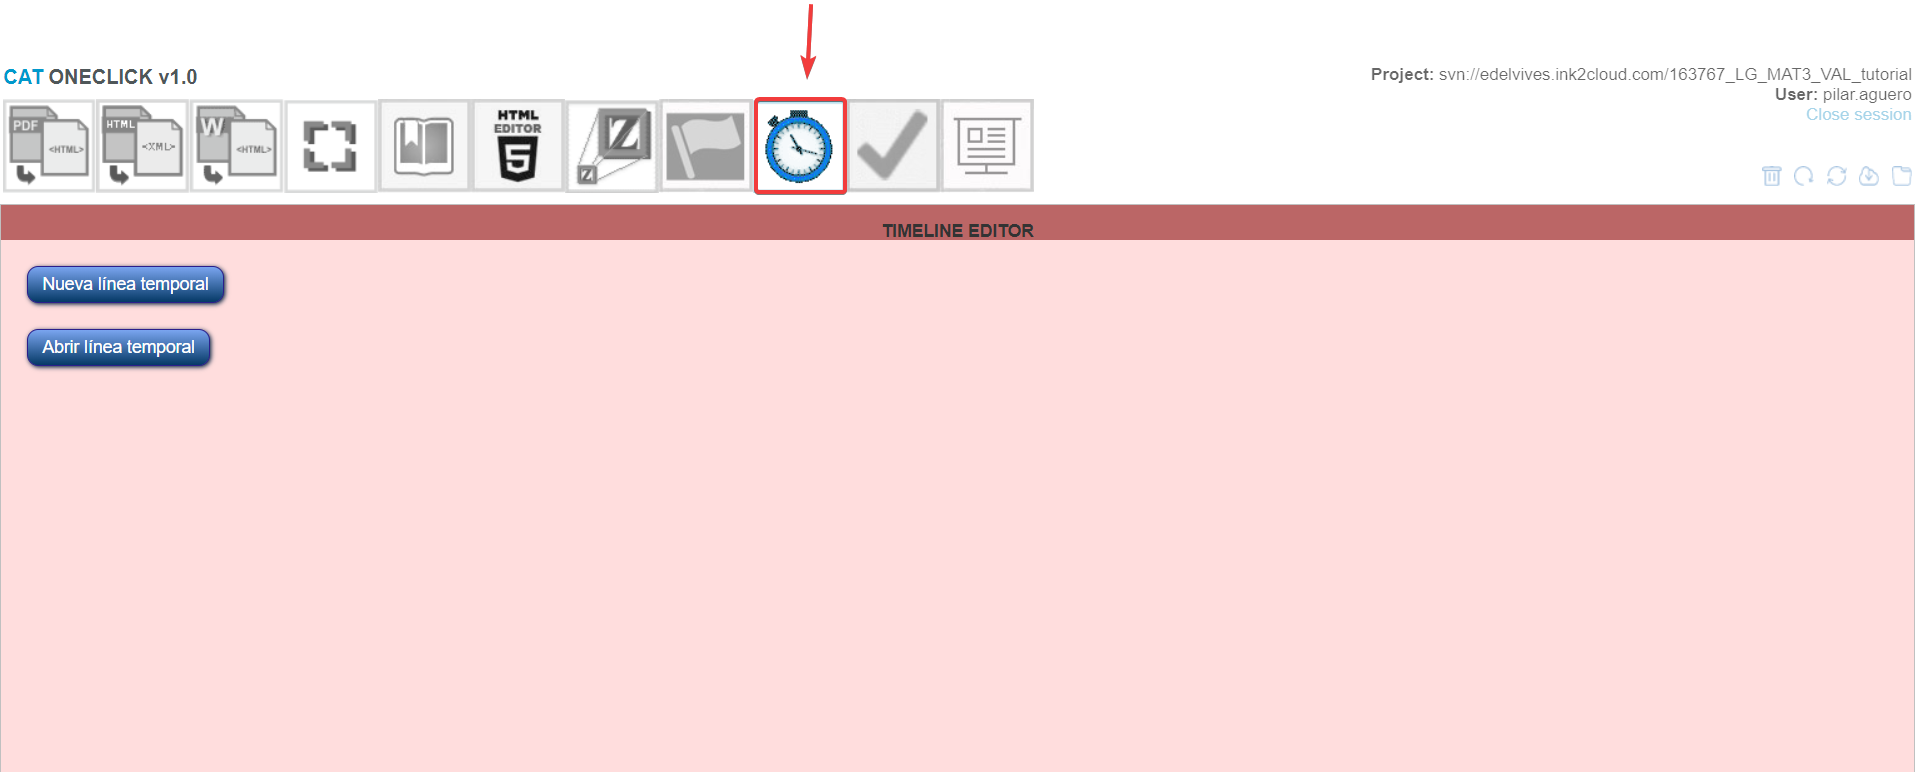 CAT ONECLICK v1.0
Project: svn://edelvives.ink2cloud.com/163767_LG_MAT3_VAL_tutorial
User: pilar.aguero
Close session
PDF
<HTML>
HTML
<XML>
W
<HTML>
HTML
EDITOR
5
Z
Z
TIMELINE EDITOR
Nueva línea temporal
Abrir línea temporal